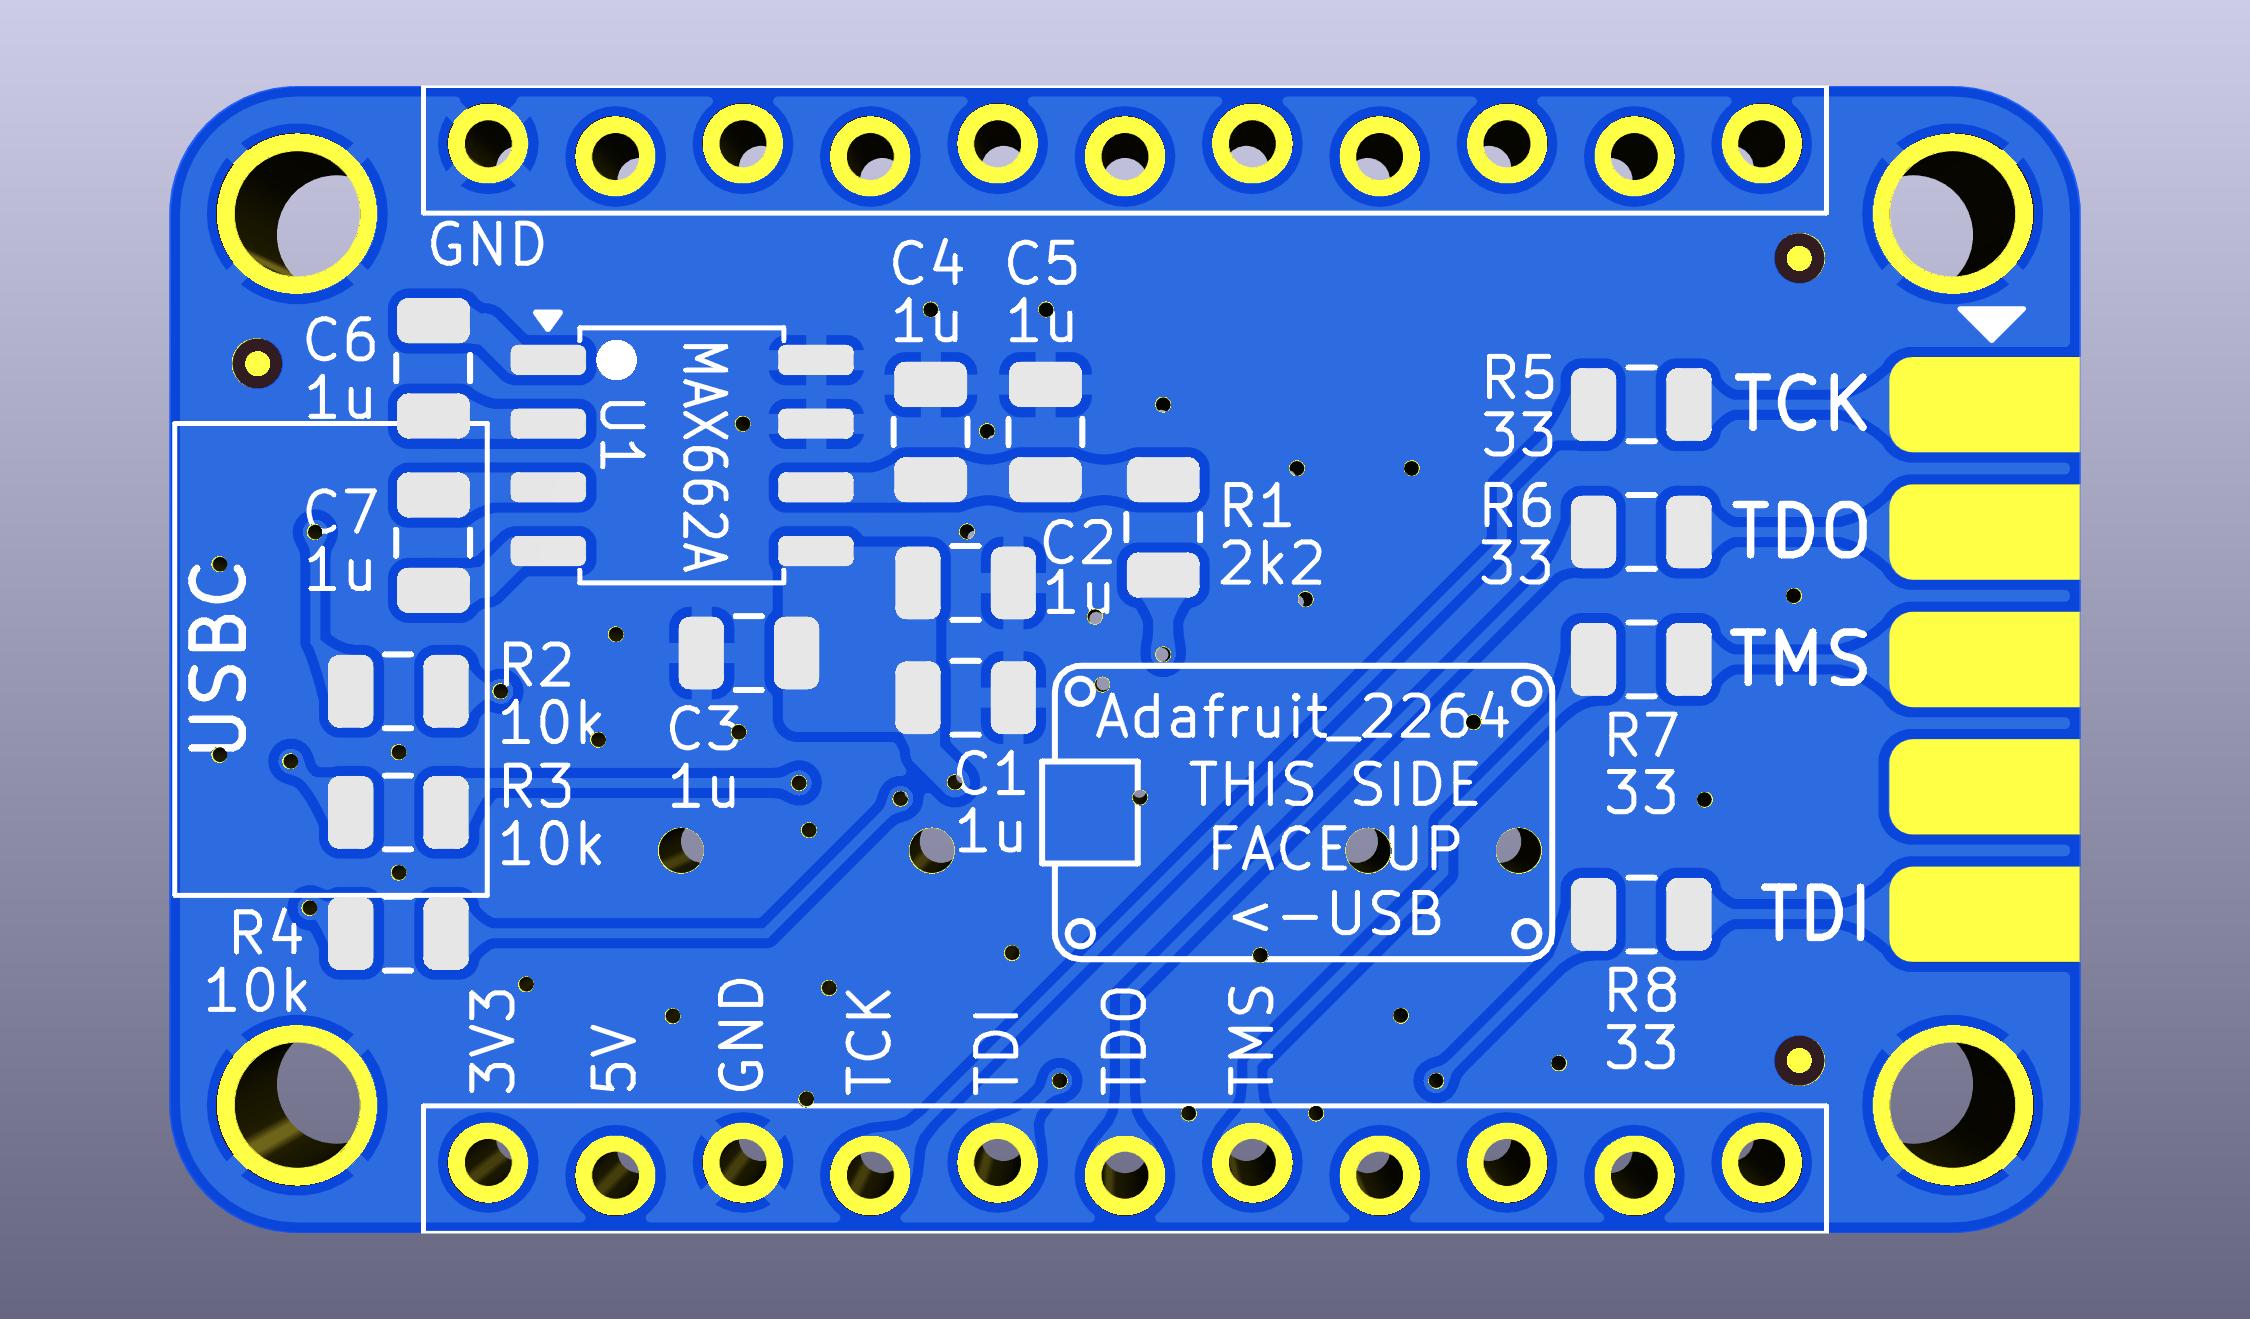 GND
C4
1u
C5
1u
C6
1u
U1
MAX662A
R5
33
TCK
C7
1u
R1
2k2
R6
33
TDO
C2
1u
USBC
R2
10k
TMS
C3
1u
R3
10k
C1
1u
Adafruit_2264
THIS SIDE
FACE UP
<-USB
R7
33
TDI
R4
10k
R8
33
3V3
5V
GND
TCK
TDI
TDO
TMS